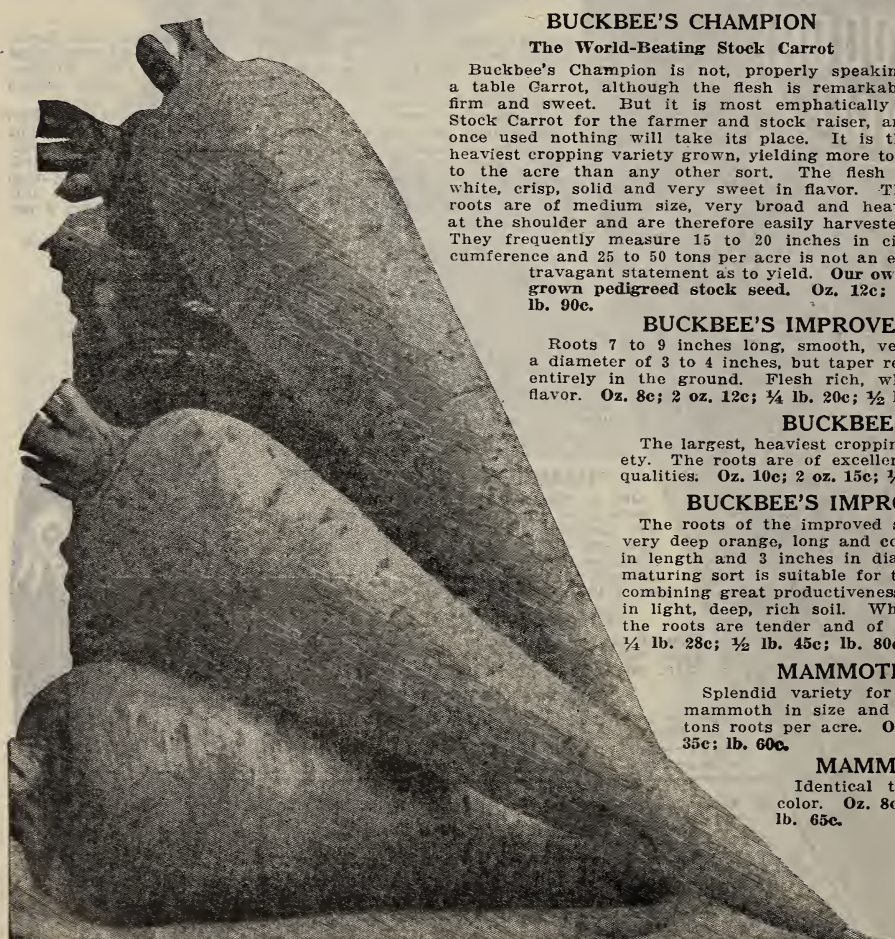 BUCKBEE'S CHAMPION
The World-Beating Stock Carrot
Buckbee's Champion is not, properly speakin
a table Carrot, although the flesh is remarkab
firm and sweet. But it is most emphatically
Stock Carrot for the farmer and stock raiser, an
once used nothing will take its place. It is th
heaviest cropping variety grown, yielding more to
to the acre than any other sort. The flesh
white, crisp, solid and very sweet in flavor. Th
roots are of medium size, very broad and hea
at the shoulder and are therefore easily harveste
They frequently measure 15 to 20 inches in ci
cumference and 25 to 50 tons per acre is not an e
travagant statement as to yield. Our ow
grown pedigreed stock seed. Oz. 12c;
lb. 90c.
BUCKBEE'S IMPROVE
Roots 7 to 9 inches long, smooth, ve
a diameter of 3 to 4 inches, but taper re
entirely in the ground. Flesh rich, wh
flavor. Oz. 8c; 2 oz. 12c; ¼ lb. 20c; ½ l
BUCKBEE
The largest, heaviest croppin
ety. The roots are of excellen
qualities. Oz. 10c; 2 oz. 15c; ¼
BUCKBEE'S IMPRO
The roots of the improved s
very deep orange, long and co
in length and 3 inches in dia
maturing sort is suitable for t
combining great productiveness
in light, deep, rich soil. Wh
the roots are tender and of
¼ lb. 28c; ½ lb. 45c; lb. 80c
MAMMOTH
Splendid variety for
mammoth in size and
tons roots per acre. O
35c; lb. 60c.
MAMM
Identical t
color. Oz. 8c
lb. 65c.